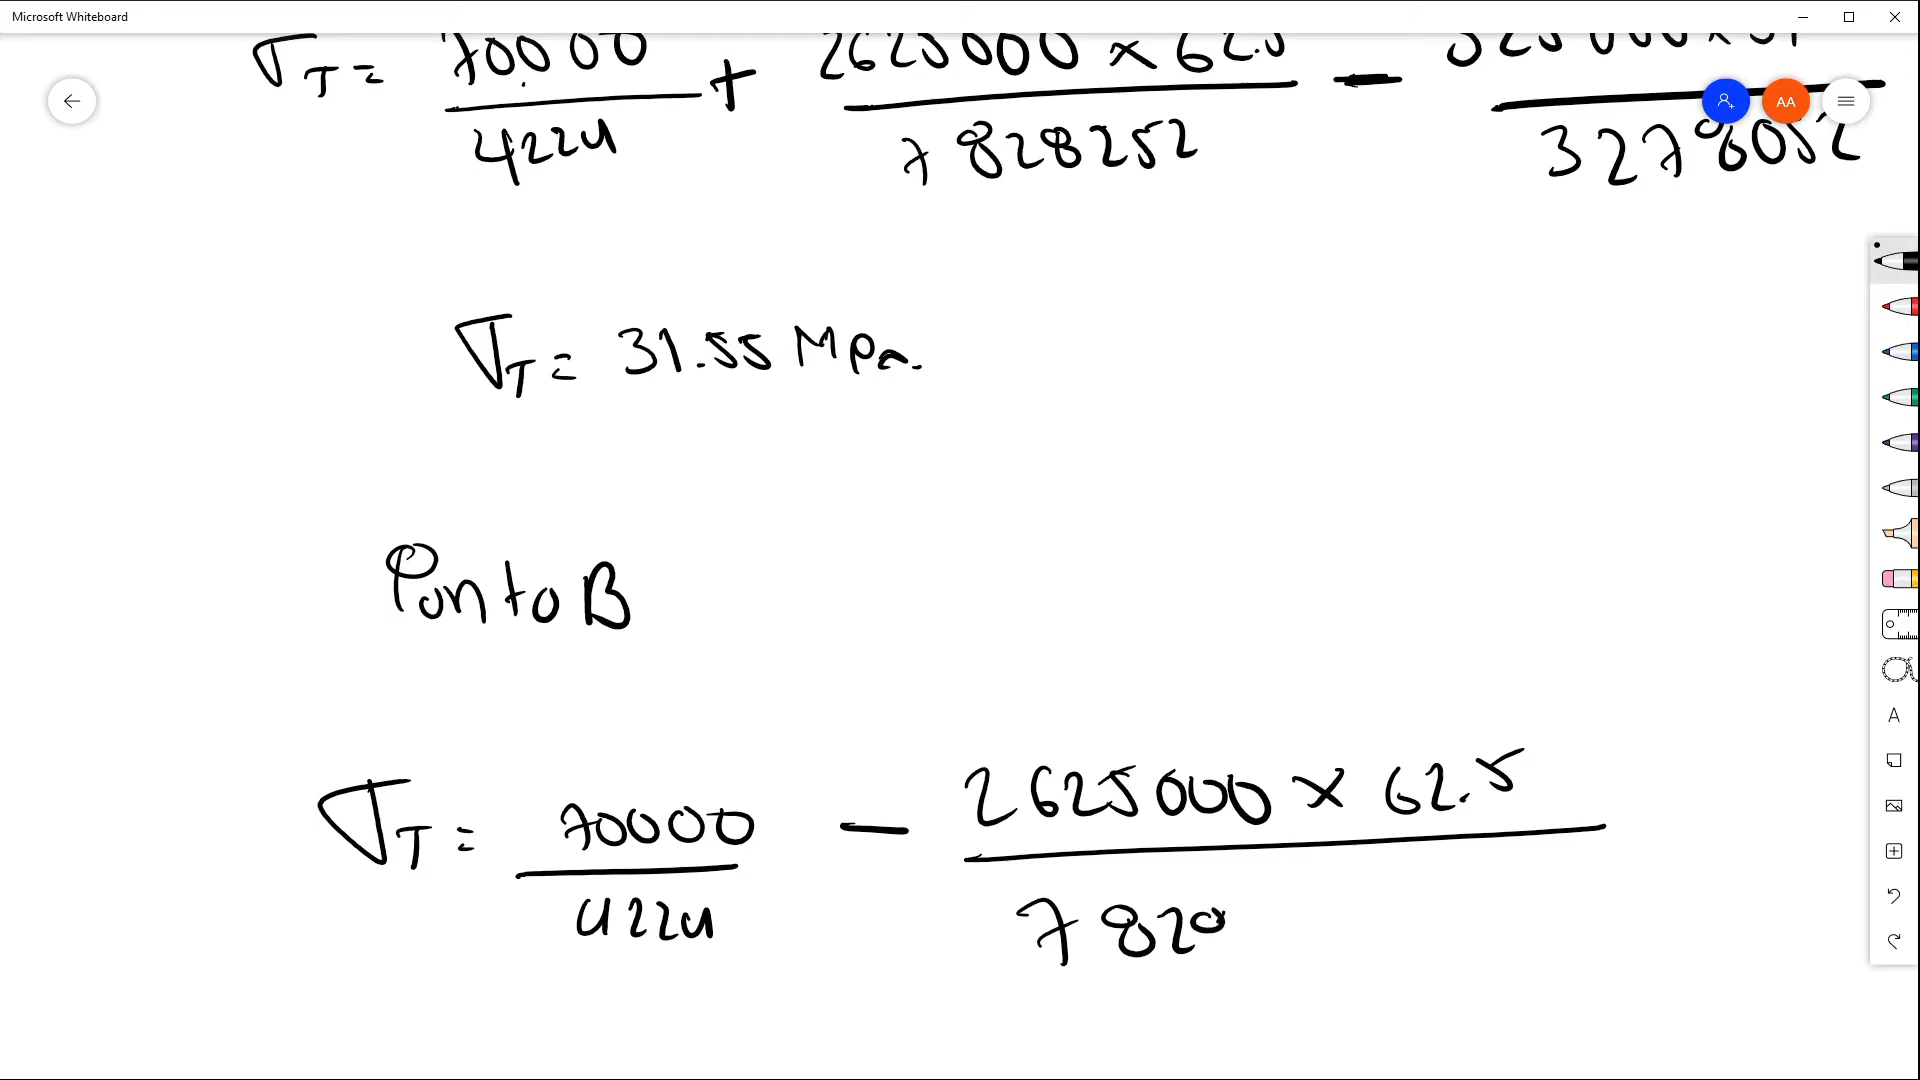 Microsoft Whiteboard
σT = 70000 / 4224 + 2625000 × 62.5 / 7828252 -
3278052
AA
σT = 31.55 MPa.
Ponto B
σT = 70000 / 4224 - 2625000 × 62.5 / 7828
A